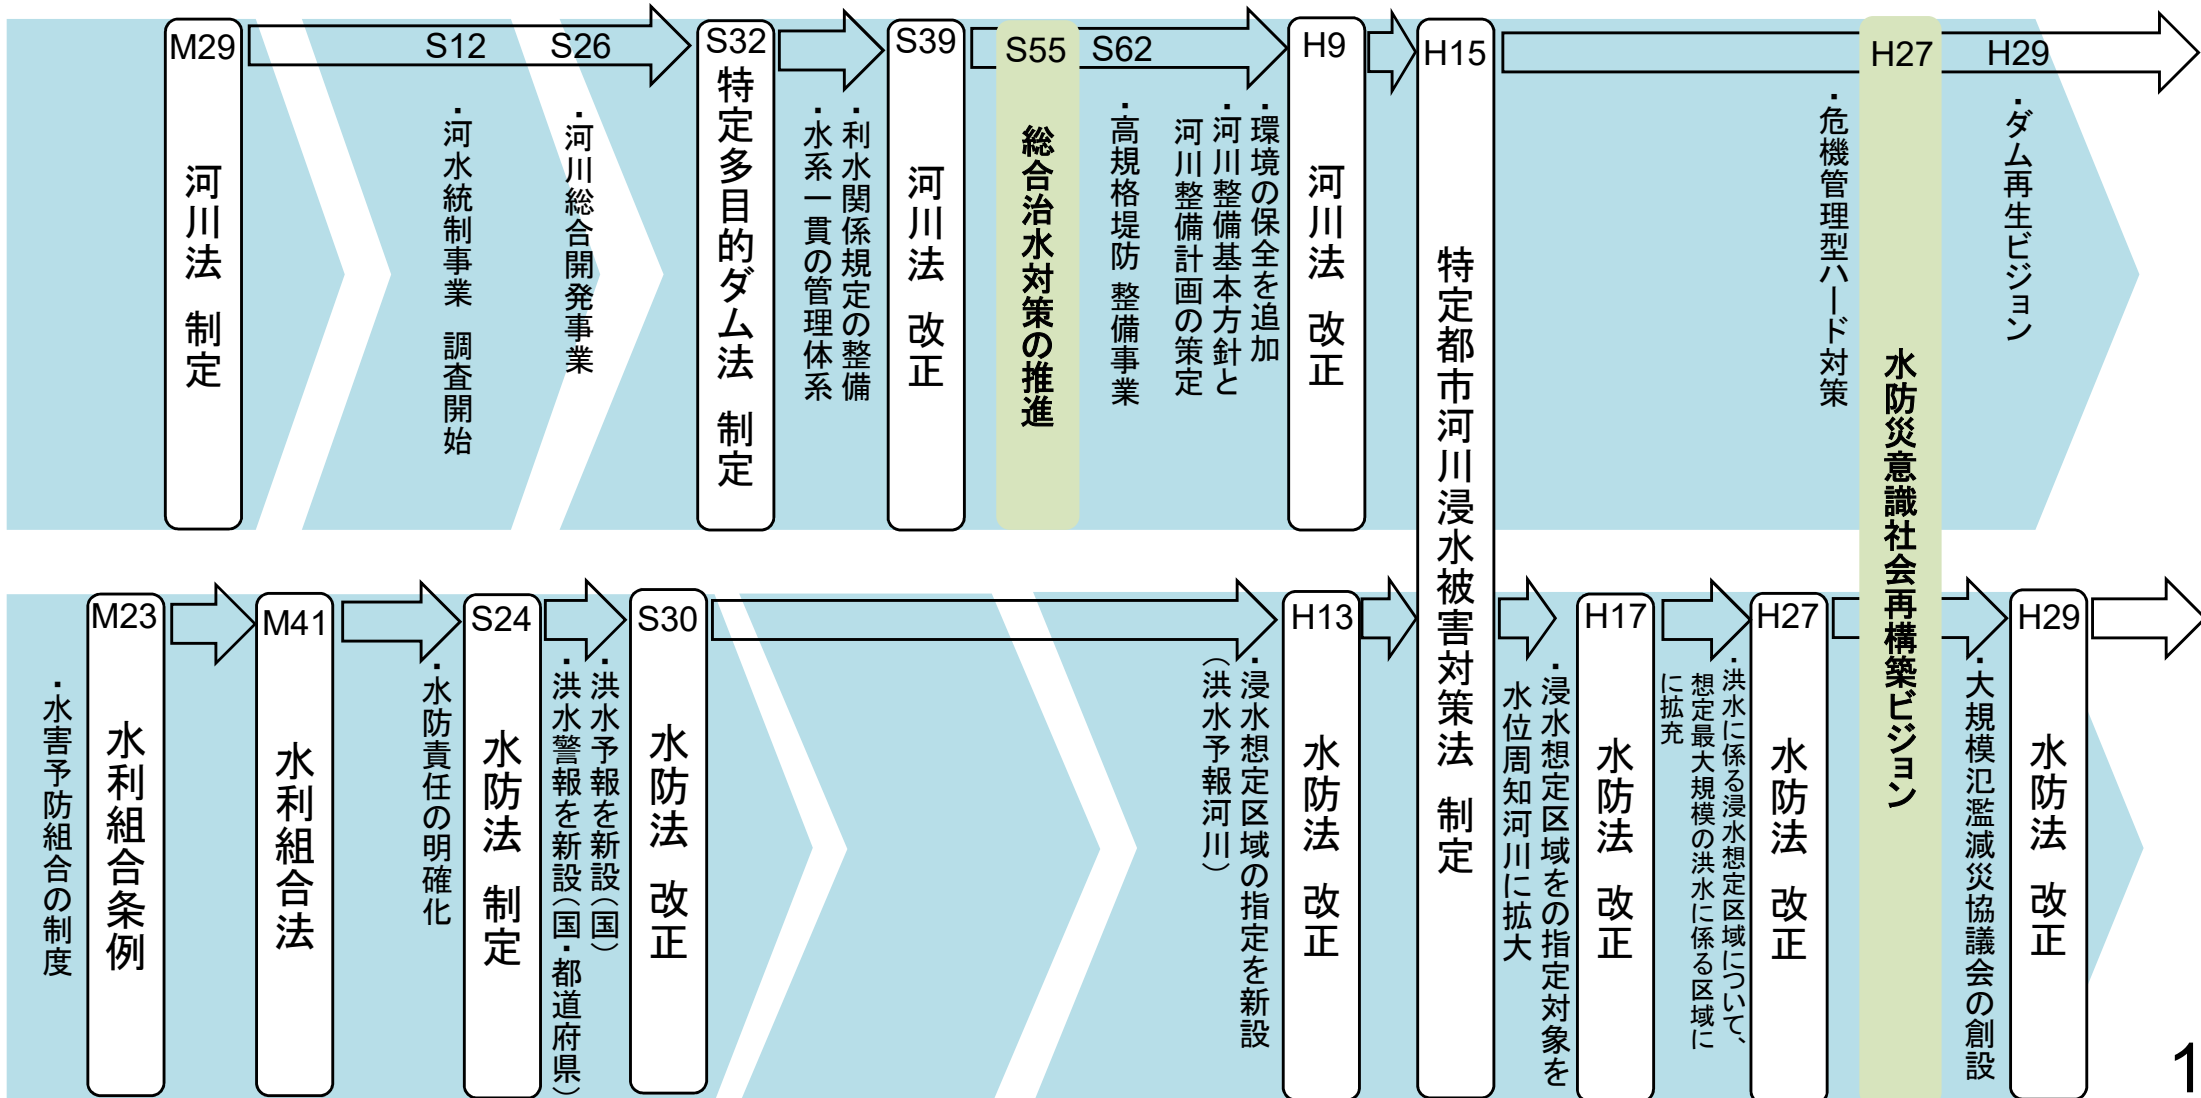 M29
河川法 制定
S12
・河水統制事業 調査開始
S26
・河川総合開発事業
S32
特定多目的ダム法 制定
・利水関係規定の整備
・水系一貫の管理体系
S39
河川法 改正
S55
総合治水対策の推進
S62
・高規格堤防 整備事業
・環境の保全を追加
・河川整備基本方針と
河川整備計画の策定
H9
河川法 改正
H15
特定都市河川浸水被害対策法 制定
・危機管理型ハード対策
H27
水防災意識社会再構築ビジョン
H29
・ダム再生ビジョン
・水害予防組合の制度
M23
水利組合条例
M41
水利組合法
・水防責任の明確化
S24
水防法 制定
・洪水予報を新設(国)
・洪水警報を新設(国・都道府県)
S30
水防法 改正
・浸水想定区域の指定を新設
(洪水予報河川)
H13
水防法 改正
・浸水想定区域をの指定対象を
水位周知河川に拡大
H17
水防法 改正
・洪水に係る浸水想定区域について、
想定最大規模の洪水に係る区域に
に拡充
H27
水防法 改正
・大規模氾濫減災協議会の創設
H29
水防法 改正
1